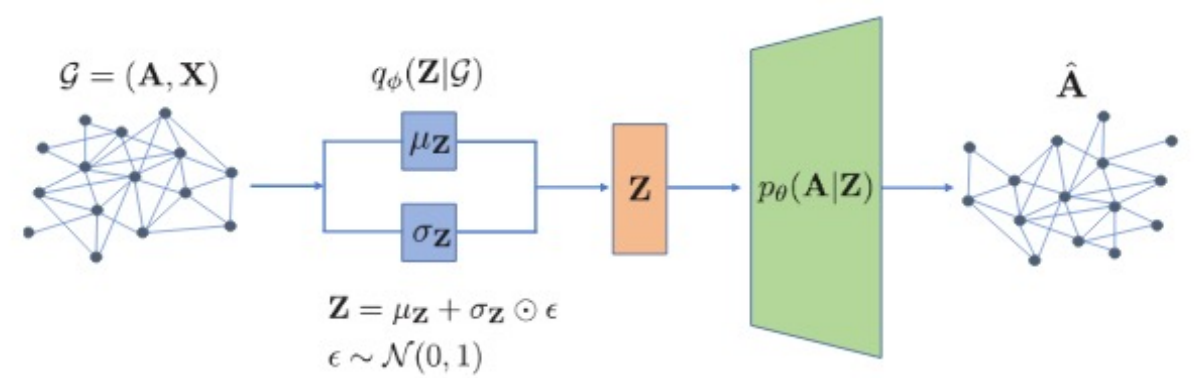 𝒢 = (𝐀, 𝐗)
q_ϕ(𝐙|𝒢)
μ_𝐙
σ_𝐙
𝐙 = μ_𝐙 + σ_𝐙 ⊙ ϵ
ϵ ∼ 𝒩(0, 1)
𝐙
p_θ(𝐀|𝐙)
𝐀̂